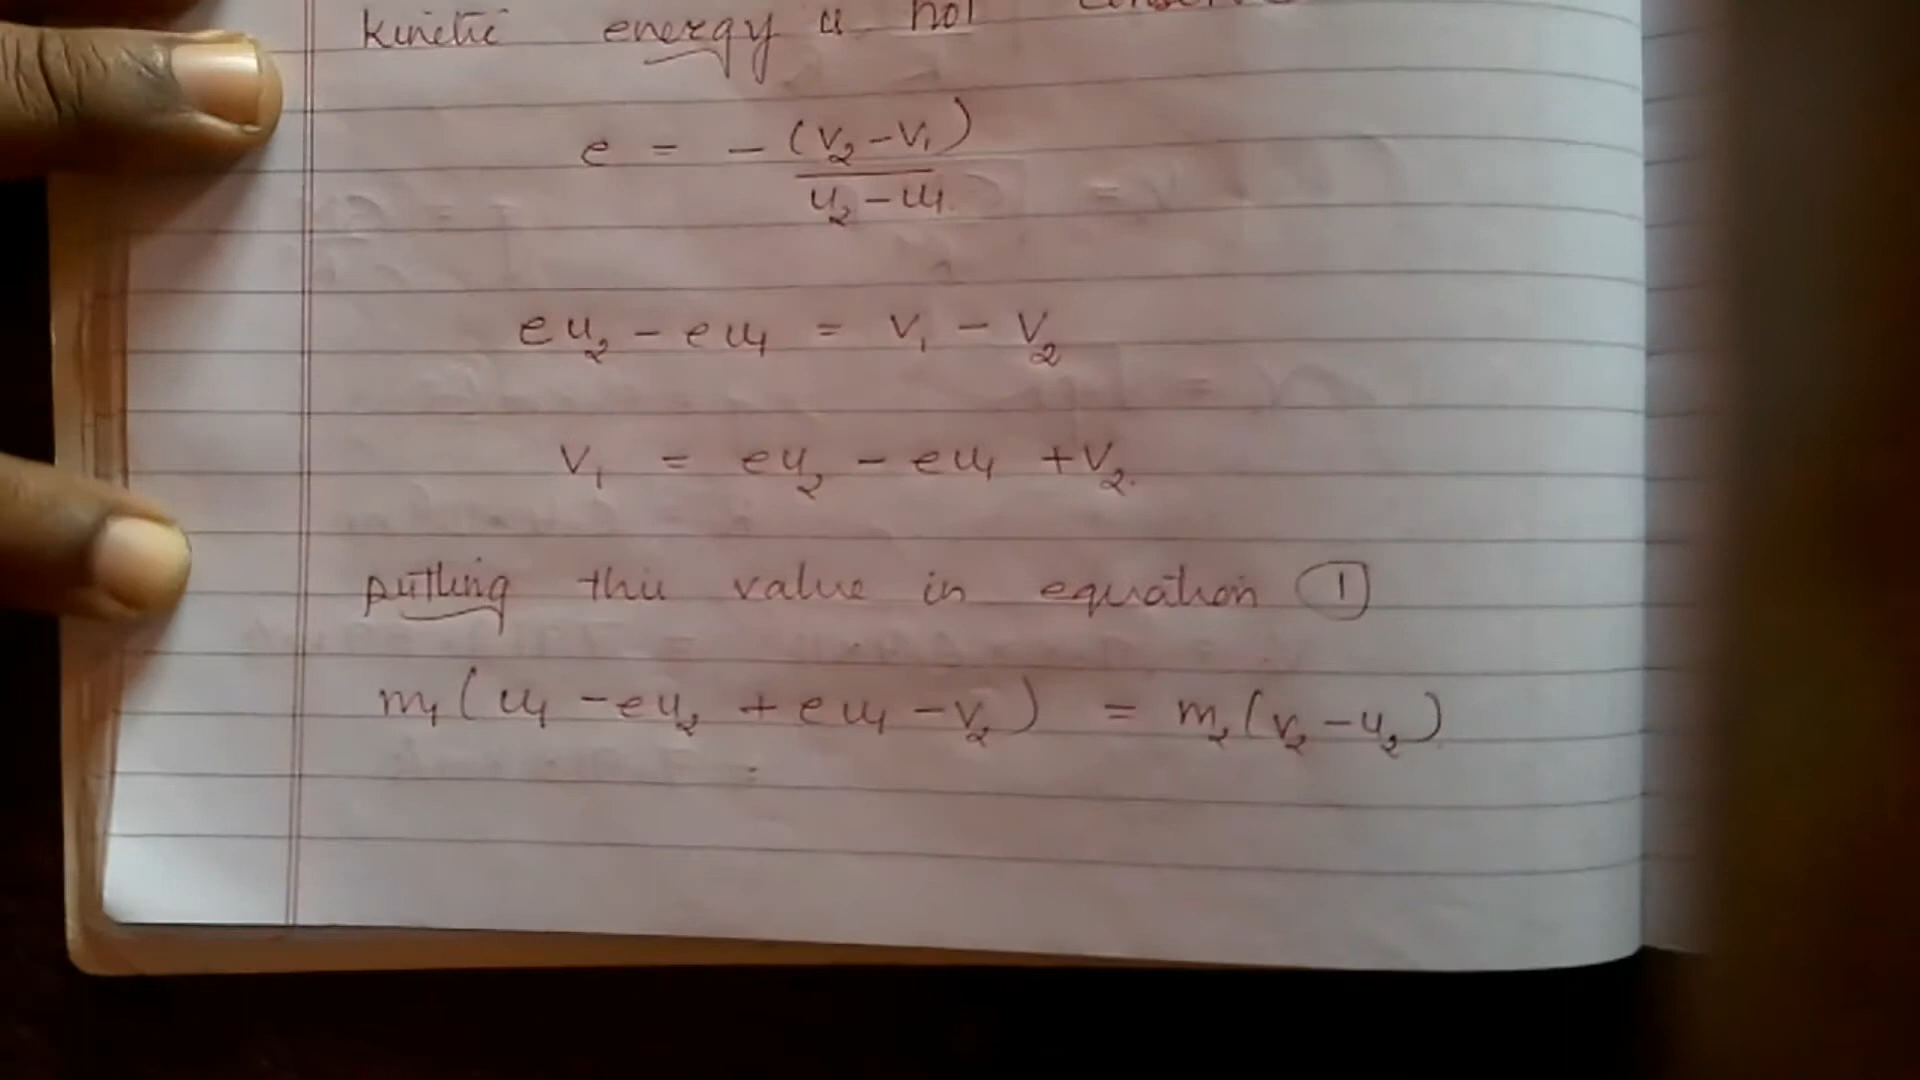 kinetic energy is not
e = -(v₂-v₁)
u₂-u₁
eu₂ - eu₁ = v₁ - v₂
v₁ = eu₂ - eu₁ + v₂.
putting this value in equation ①
m₁(u₁ - eu₂ + eu₁ - v₂) = m₂(v₂ - u₂)